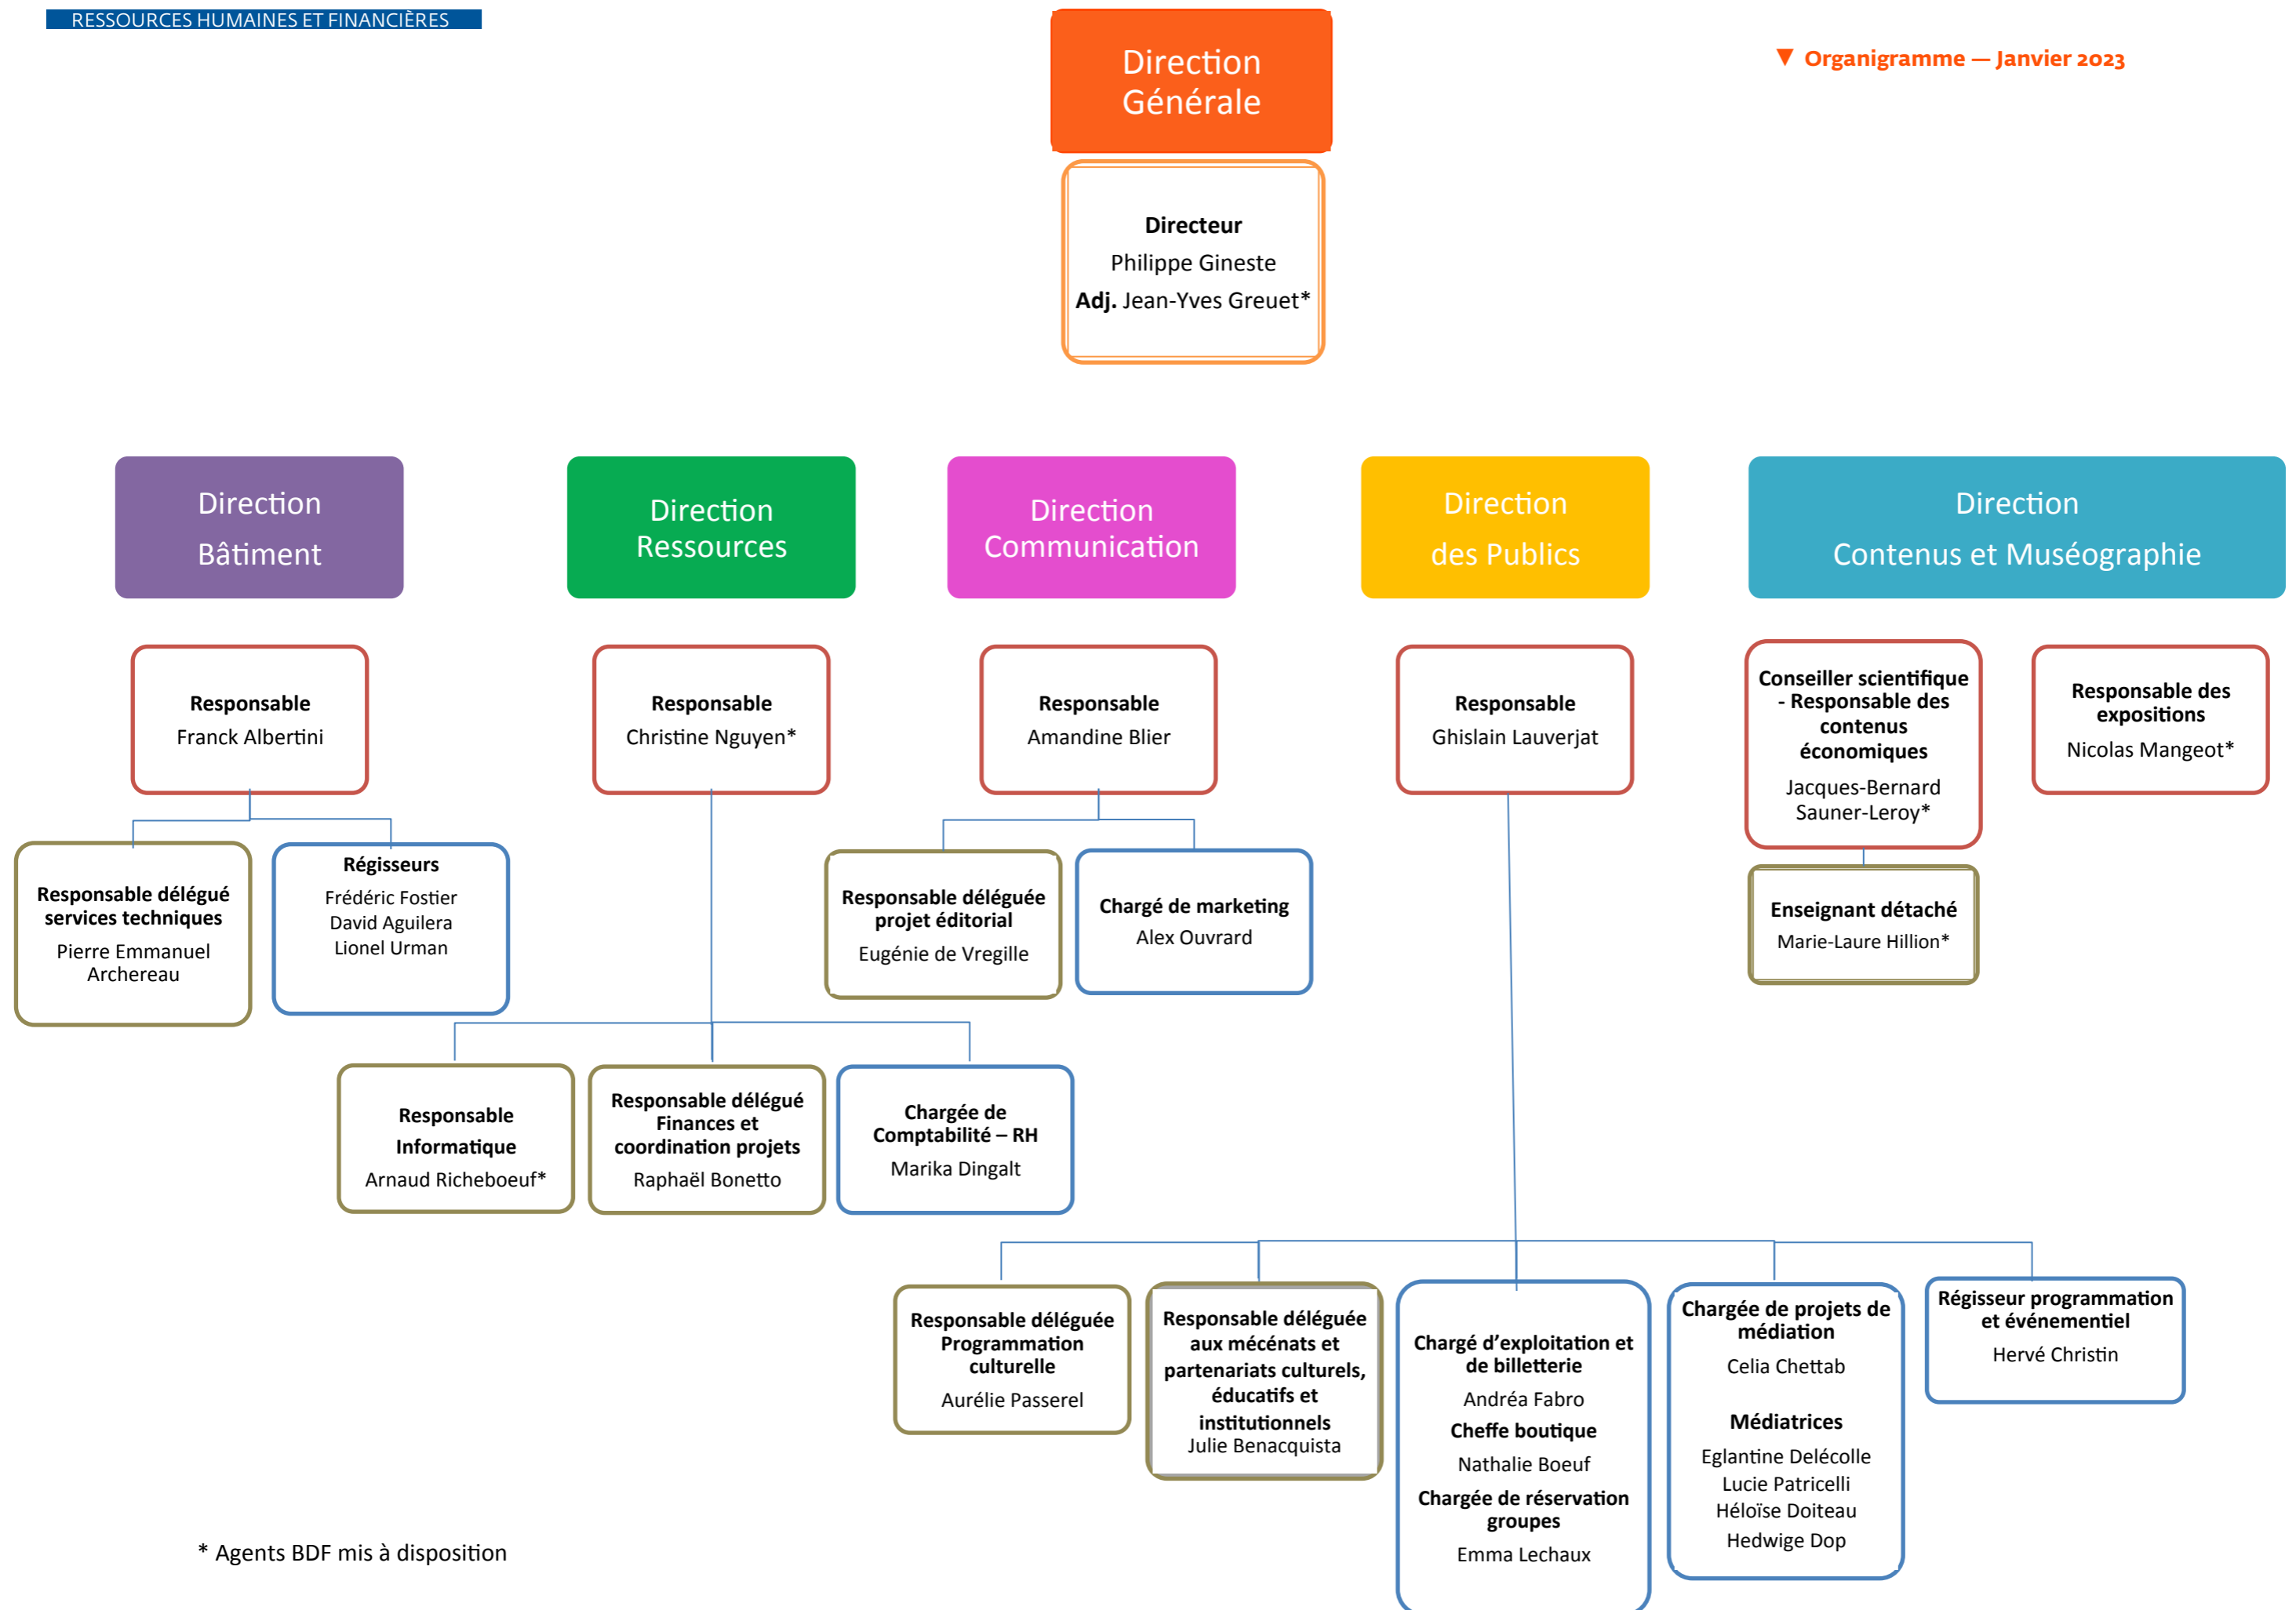 RESSOURCES HUMAINES ET FINANCIÈRES
▼ Organigramme — Janvier 2023
Direction
Générale
Directeur
Philippe Gineste
Adj. Jean-Yves Greuet*
Direction
Bâtiment
Direction
Ressources
Direction
Communication
Direction
des Publics
Direction
Contenus et Muséographie
Responsable
Franck Albertini
Responsable
Christine Nguyen*
Responsable
Amandine Blier
Responsable
Ghislain Lauverjat
Conseiller scientifique
- Responsable des
contenus
économiques
Jacques-Bernard
Sauner-Leroy*
Responsable des
expositions
Nicolas Mangeot*
Responsable délégué
services techniques
Pierre Emmanuel
Archereau
Régisseurs
Frédéric Fostier
David Aguilera
Lionel Urman
Responsable déléguée
projet éditorial
Eugénie de Vregille
Chargé de marketing
Alex Ouvrard
Enseignant détaché
Marie-Laure Hillion*
Responsable
Informatique
Arnaud Richeboeuf*
Responsable délégué
Finances et
coordination projets
Raphaël Bonetto
Chargée de
Comptabilité – RH
Marika Dingalt
Responsable déléguée
Programmation
culturelle
Aurélie Passerel
Responsable déléguée
aux mécénats et
partenariats culturels,
éducatifs et
institutionnels
Julie Benacquista
Chargé d’exploitation et
de billetterie
Andréa Fabro
Cheffe boutique
Nathalie Boeuf
Chargée de réservation
groupes
Emma Lechaux
Chargée de projets de
médiation
Celia Chettab
Médiatrices
Eglantine Delécolle
Lucie Patricelli
Héloïse Doiteau
Hedwige Dop
Régisseur programmation
et événementiel
Hervé Christin
* Agents BDF mis à disposition